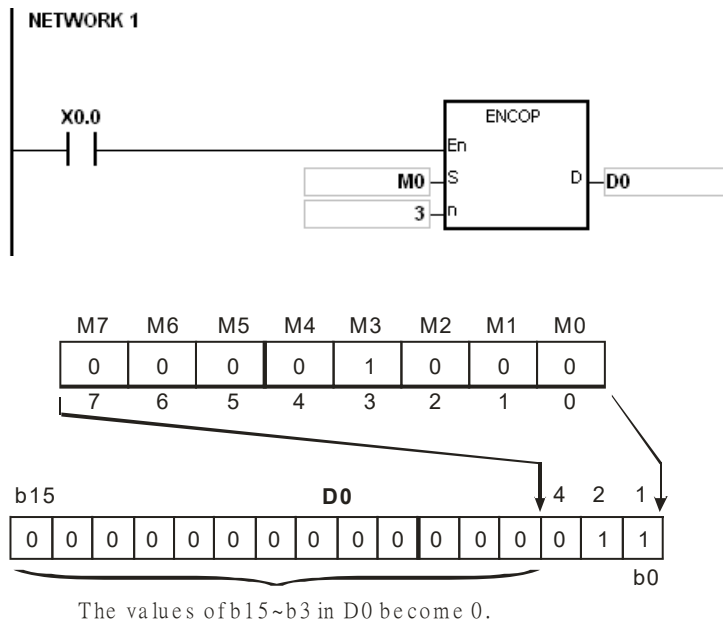 NETWORK 1
X0.0
ENCOP
En
M0 S D D0
3 n
M7 M6 M5 M4 M3 M2 M1 M0
0 0 0 0 1 0 0 0
7 6 5 4 3 2 1 0
b15 D0 4 2 1
0 0 0 0 0 0 0 0 0 0 0 0 0 0 1 1
b0
The values of b15~b3 in D0 become 0.